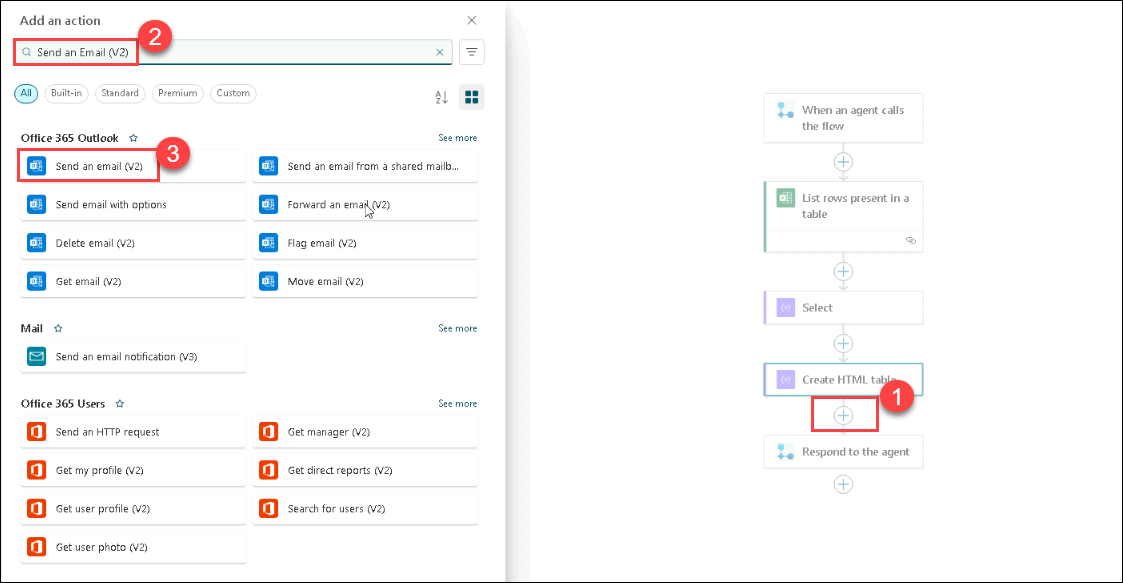 Add an action
2
Send an Email (V2)
All
Built-in
Standard
Premium
Custom
Office 365 Outlook
See more
Send an email (V2)
3
Send an email from a shared mailb...
Send email with options
Forward an email (V2)
Delete email (V2)
Flag email (V2)
Get email (V2)
Move email (V2)
Mail
See more
Send an email notification (V3)
Office 365 Users
See more
Send an HTTP request
Get manager (V2)
Get my profile (V2)
Get direct reports (V2)
Get user profile (V2)
Search for users (V2)
Get user photo (V2)
When an agent calls
the flow
List rows present in a
table
Select
Create HTML table
1
Respond to the agent